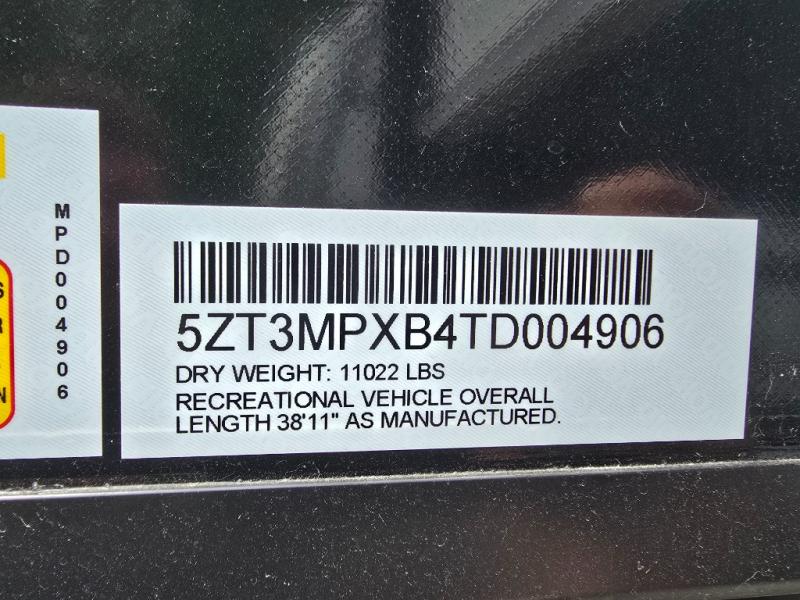 MPD004906
5ZT3MPXB4TD004906
DRY WEIGHT: 11022 LBS
RECREATIONAL VEHICLE OVERALL
LENGTH 38'11" AS MANUFACTURED.